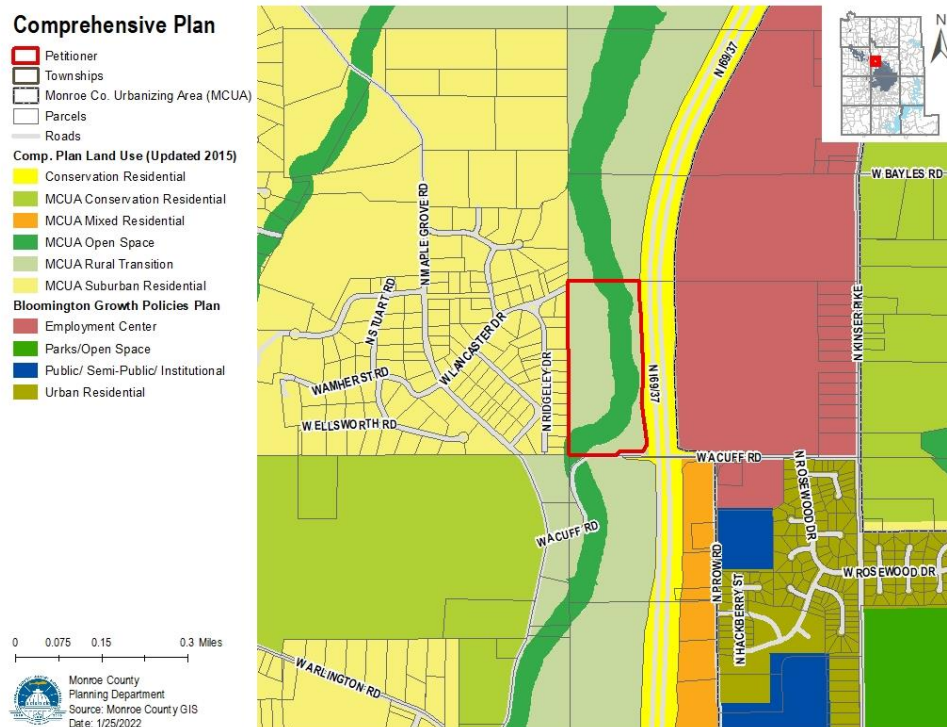 Comprehensive Plan
Petitioner
Townships
Monroe Co. Urbanizing Area (MCUA)
Parcels
Roads
Comp. Plan Land Use (Updated 2015)
Conservation Residential
MCUA Conservation Residential
MCUA Mixed Residential
MCUA Open Space
MCUA Rural Transition
MCUA Suburban Residential
Bloomington Growth Policies Plan
Employment Center
Parks/Open Space
Public/ Semi-Public/ Institutional
Urban Residential
0 0.075 0.15 0.3 Miles
Monroe County
Planning Department
Source: Monroe County GIS
Date: 1/25/2022
N
N I69/37
W BAYLES RD
N MAPLE GROVE RD
N STUART RD
W LANCASTER DR
N KINSER PIKE
W AMHERST RD
N RIDGELEY DR
N I69/37
W ELLSWORTH RD
W ACUFF RD
N ROSEWOOD DR
W ACUFF RD
N PROW RD
N HACKBERRY ST
W ROSEWOOD DR
W ARLINGTON RD